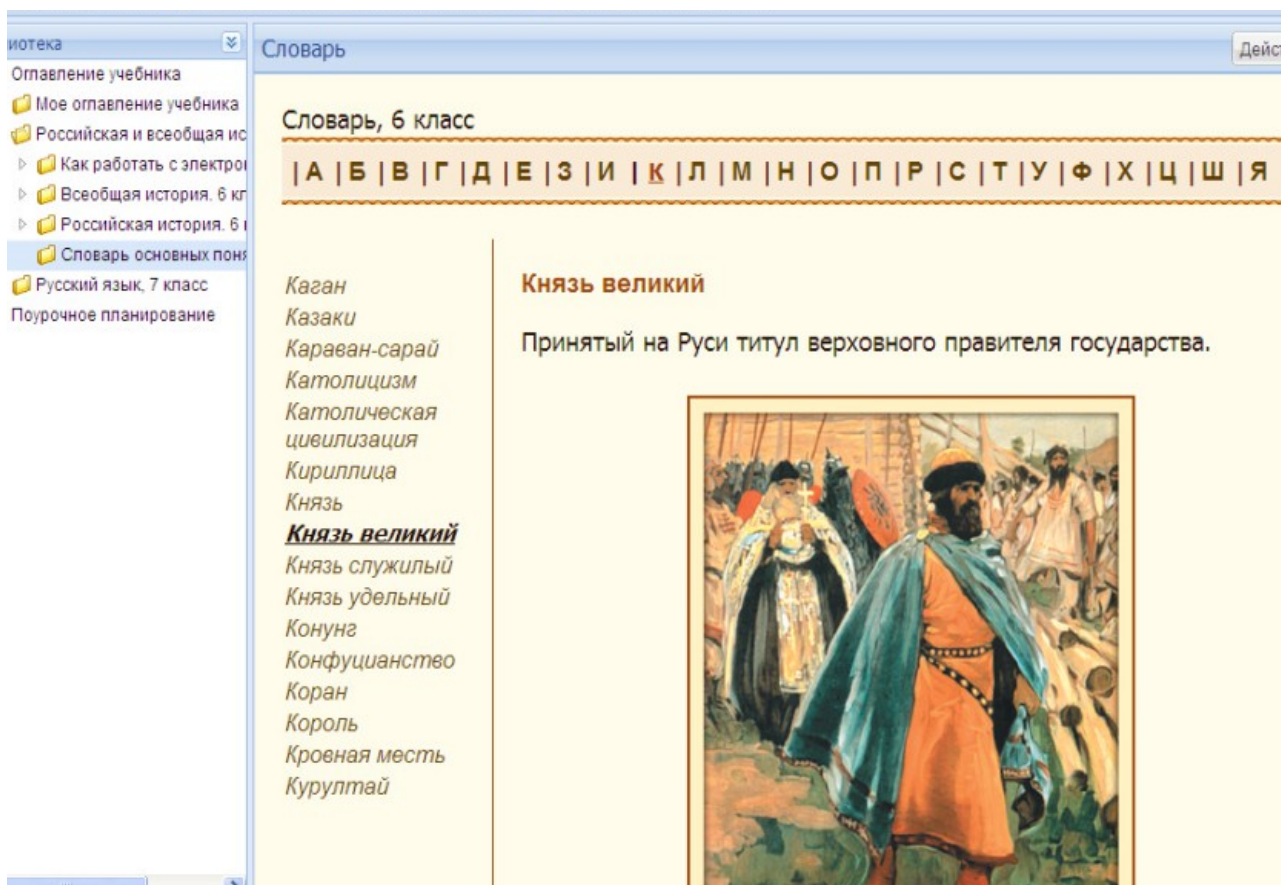 Оглавление учебника
Мое оглавление учебника
Российская и всеобщая ис
Как работать с электрон
Всеобщая история. 6 кл
Российская история. 6
Словарь основных поня
Русский язык, 7 класс
Поурочное планирование
Словарь
Дейс
Словарь, 6 класс
| А | Б | В | Г | Д | Е | З | И | К | Л | М | Н | О | П | Р | С | Т | У | Ф | Х | Ц | Ш | Я
Каган
Казаки
Караван-сарай
Католицизм
Католическая
цивилизация
Кириллица
Князь
Князь великий
Князь служилый
Князь удельный
Конунг
Конфуцианство
Коран
Король
Кровная месть
Курултай
Князь великий
Принятый на Руси титул верховного правителя государства.